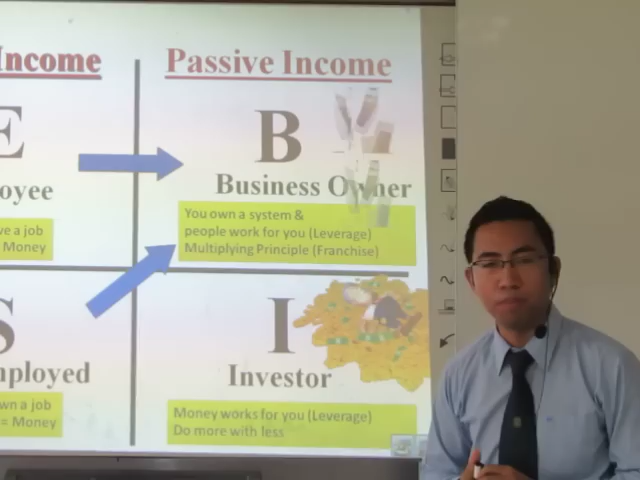 Income
Passive Income
E
B
oyee
Business Owner
ve a job
Money
You own a system &
people work for you (Leverage)
Multiplying Principle (Franchise)
S
I
mployed
Investor
wn a job
= Money
Money works for you (Leverage)
Do more with less